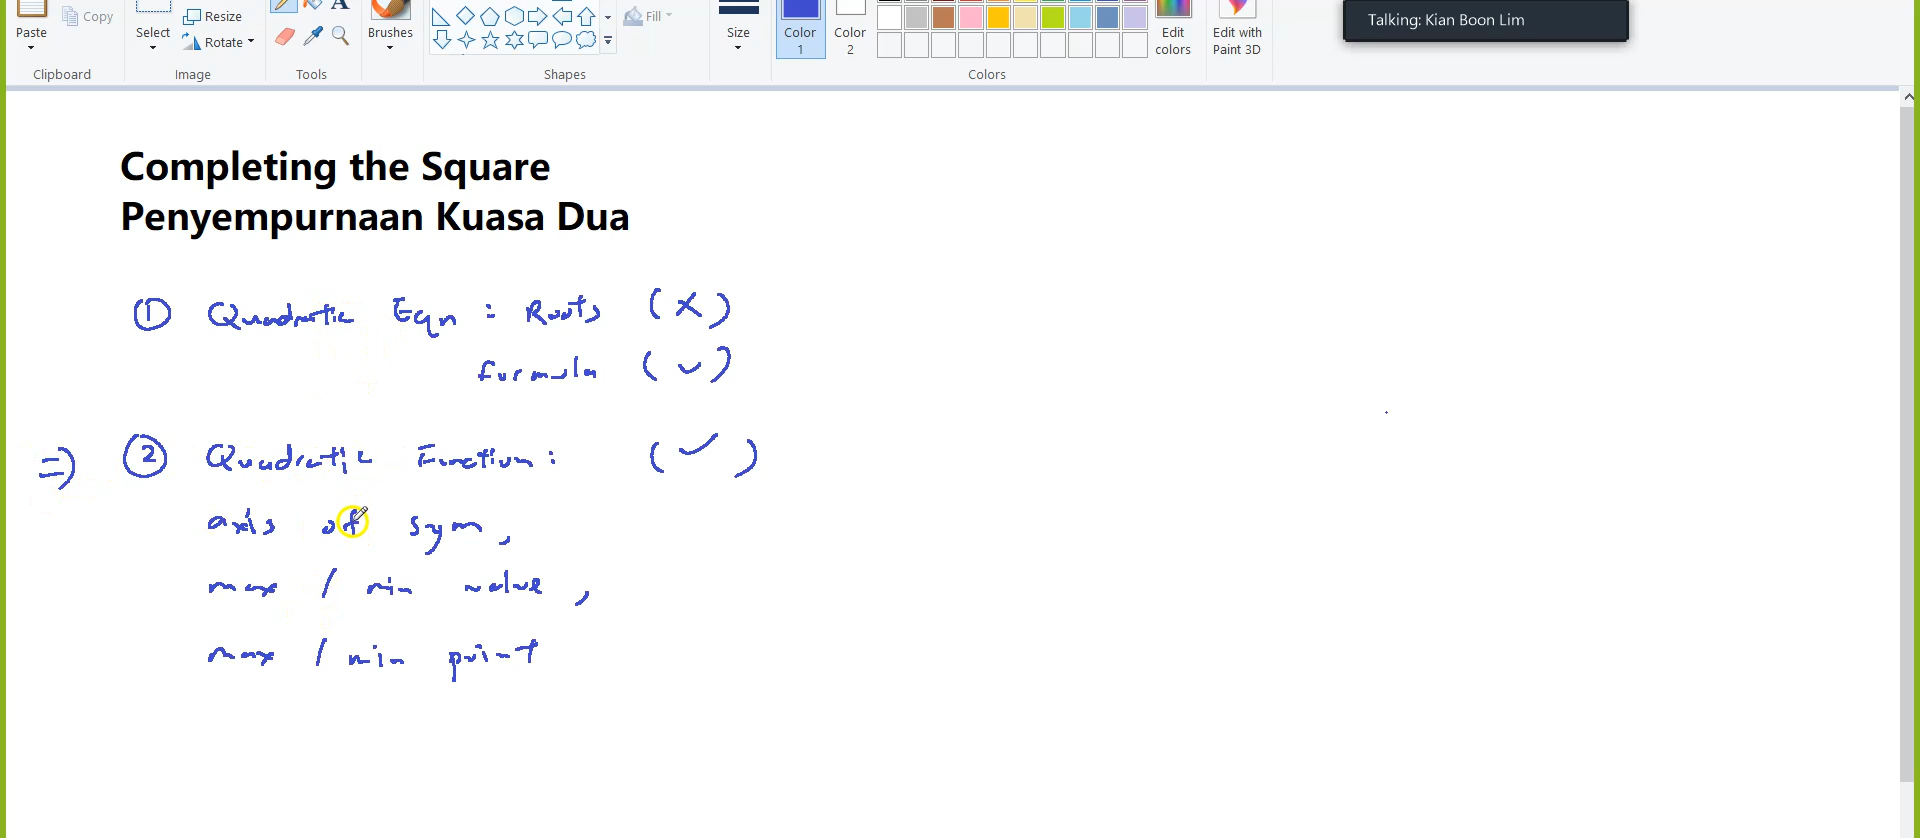 Talking: Kian Boon Lim
Paste
Copy
Clipboard
Select
Resize
Rotate
Image
A
Tools
Brushes
Fill
Shapes
Size
Color 1
Color 2
Edit colors
Edit with Paint 3D
Colors
Completing the Square
Penyempurnaan Kuasa Dua
① Quadratic Eqn : Roots (✗)
formula (✓)
⇒ ② Quadratic Function : (✓)
axis of sym,
max / min value,
max / min point